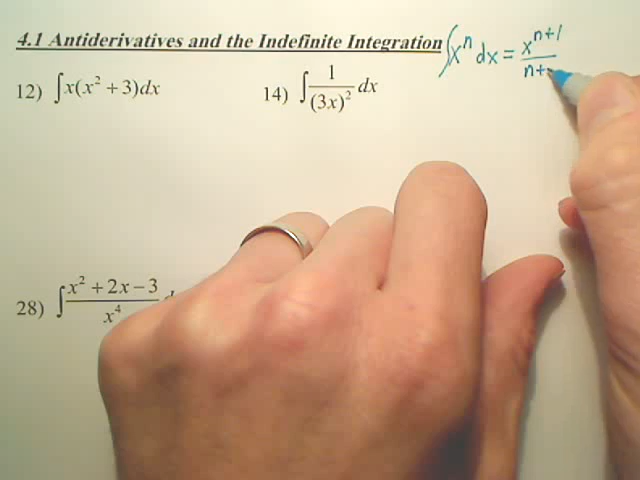 4.1 Antiderivatives and the Indefinite Integration ∫xⁿ dx = xⁿ⁺¹/n+
12) ∫x(x² + 3)dx 14) ∫1/(3x)² dx
28) ∫x² + 2x − 3/x⁴